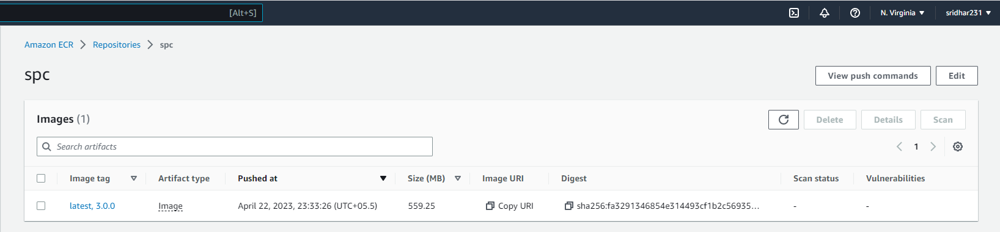 [Alt+S] N. Virginia sridhar231
Amazon ECR Repositories spc
spc
View push commands Edit
Images (1)
Delete Details Scan
Search artifacts
1
Image tag Artifact type Pushed at Size (MB) Image URI Digest Scan status Vulnerabilities
latest, 3.0.0 Image April 22, 2023, 23:33:26 (UTC+05.5) 559.25 Copy URI sha256:fa3291346854e314493cf1b2c56935... - -